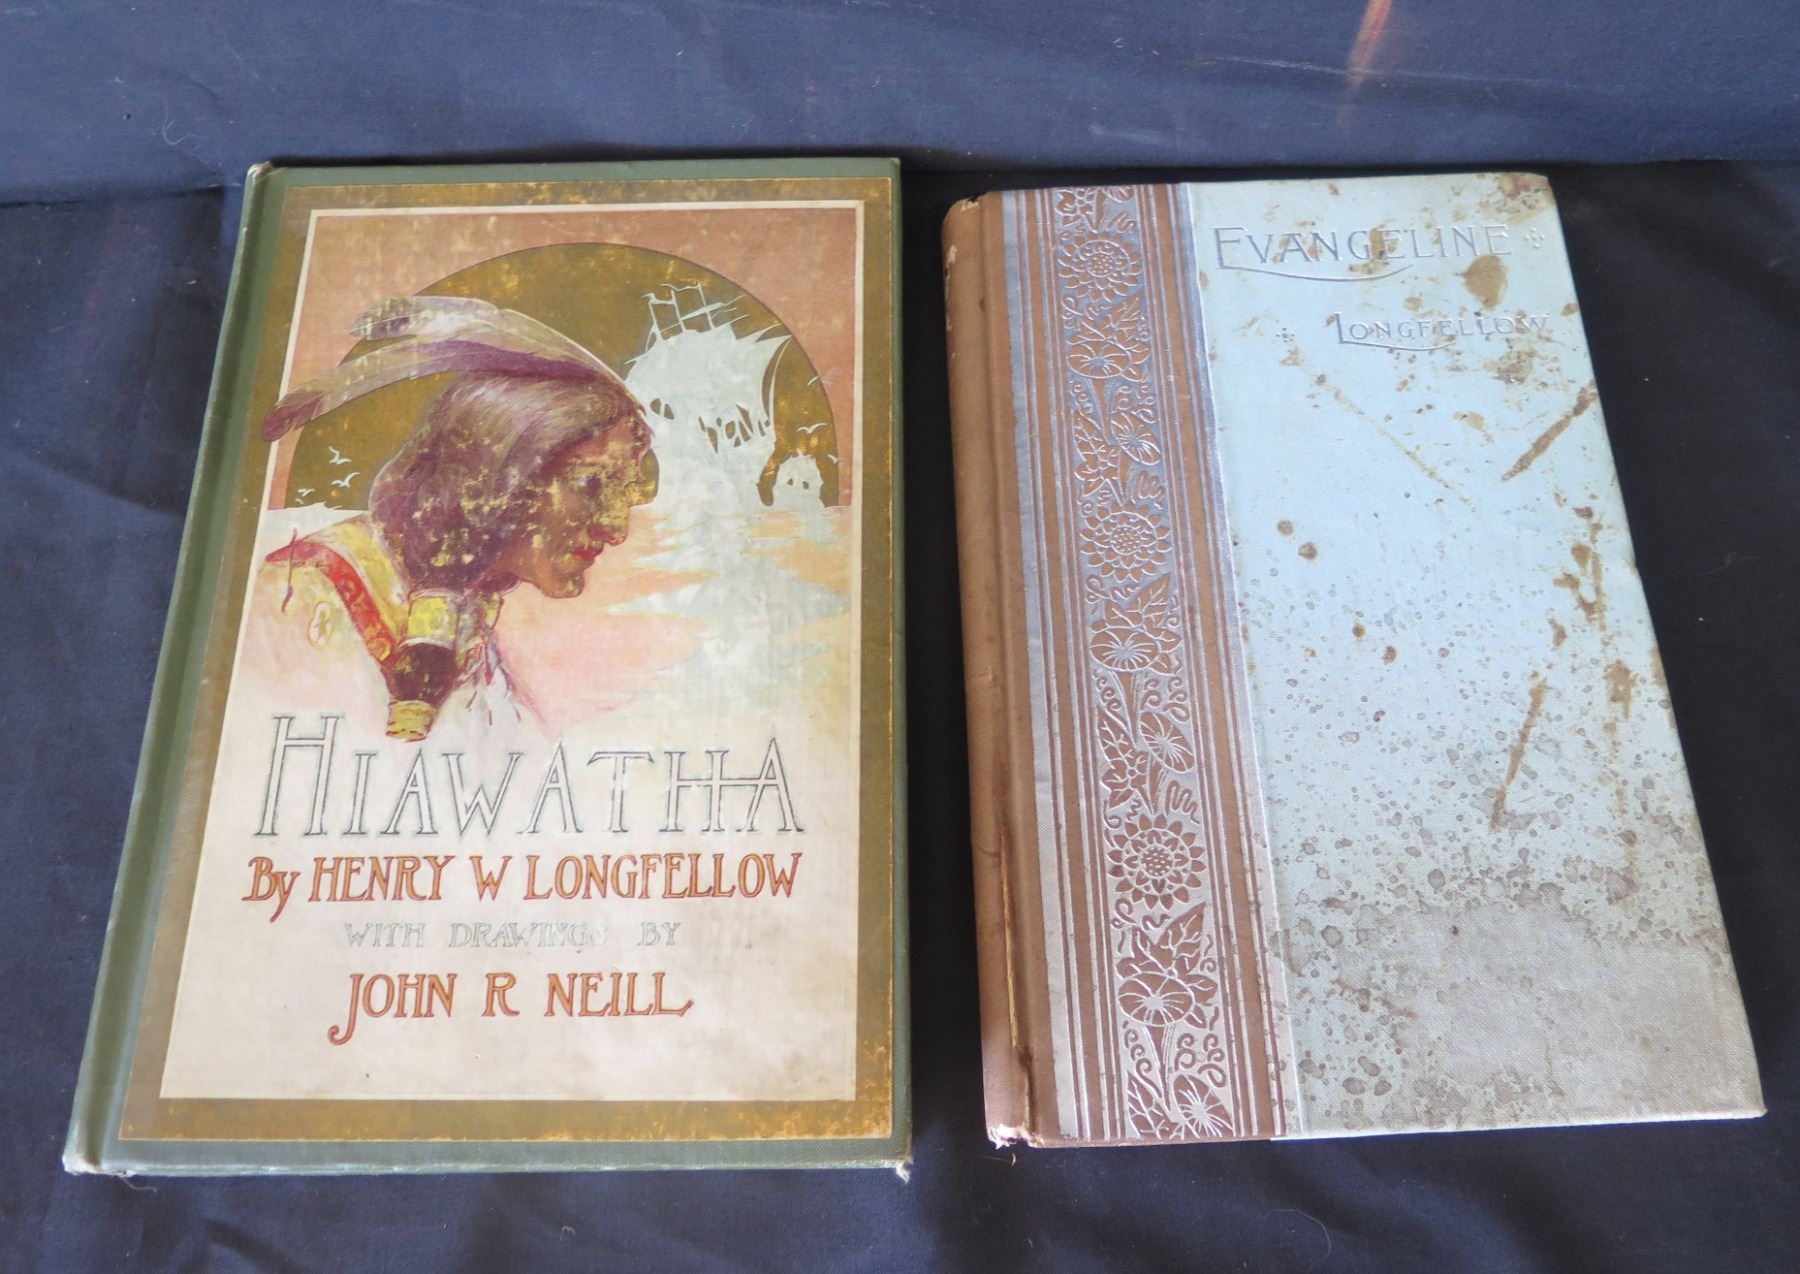 HIAWATHA
By HENRY W LONGFELLOW
WITH DRAWINGS BY
JOHN R NEILL
EVANGELINE
LONGFELLOW